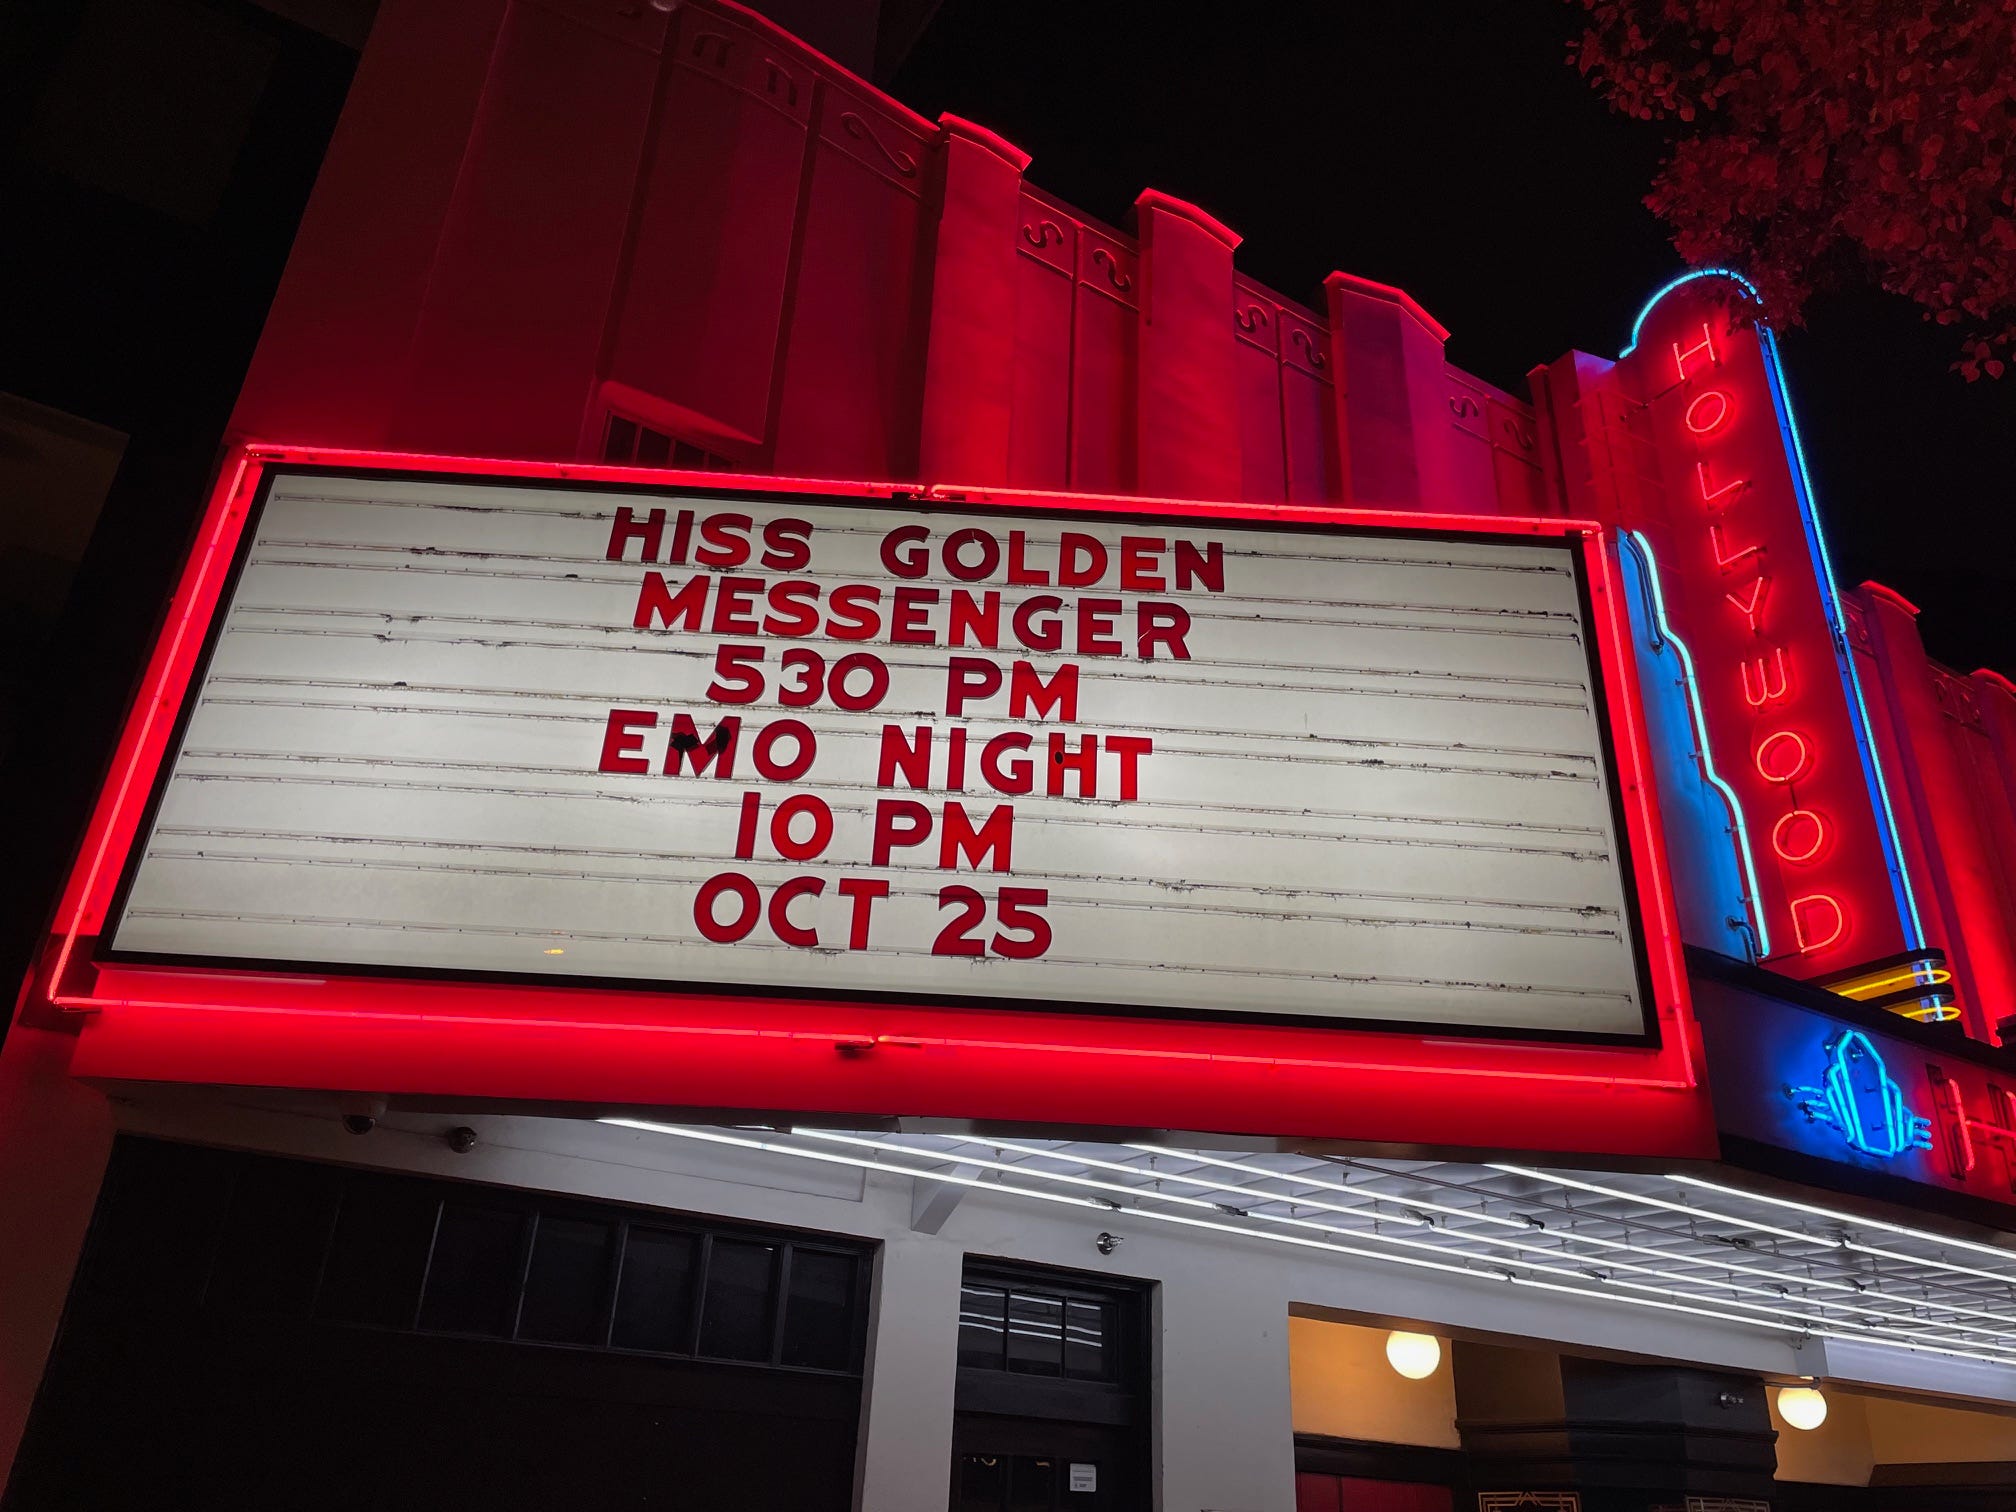 HISS GOLDEN
MESSENGER
530 PM
EMO NIGHT
10 PM
OCT 25
HOLLYWOOD